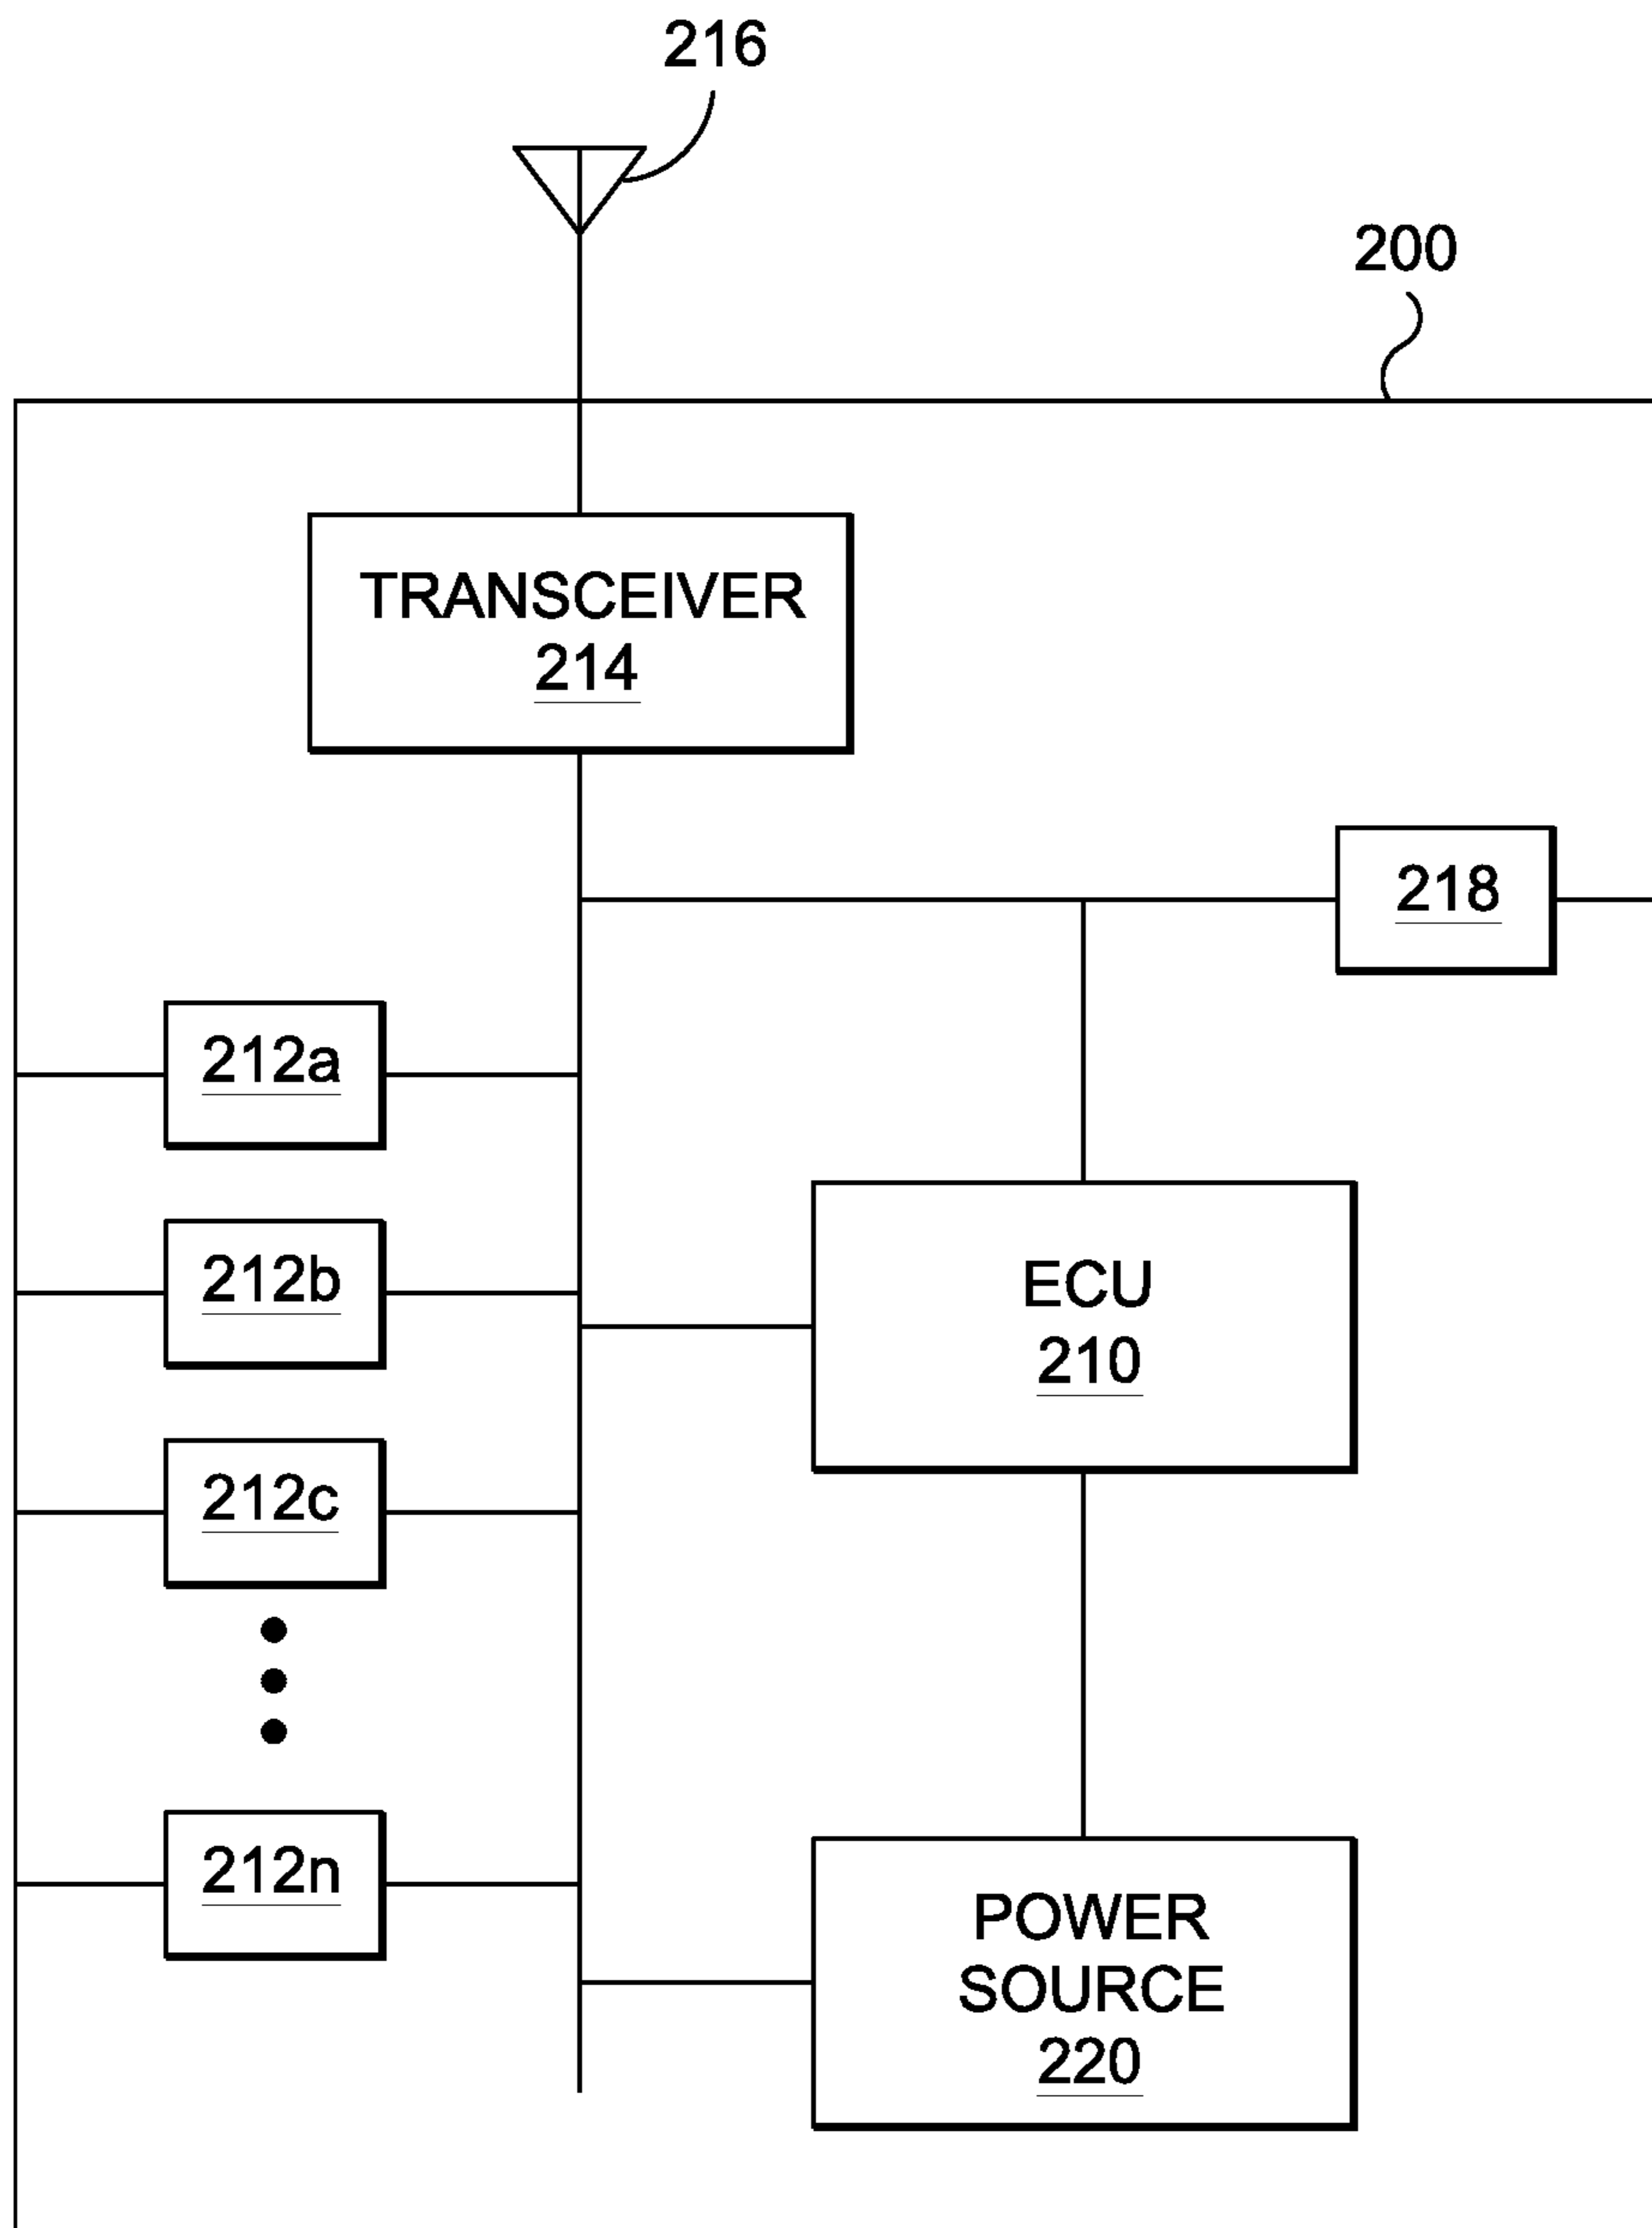 216
200
TRANSCEIVER
214
218
212a
212b
ECU
210
212c
212n
POWER
SOURCE
220